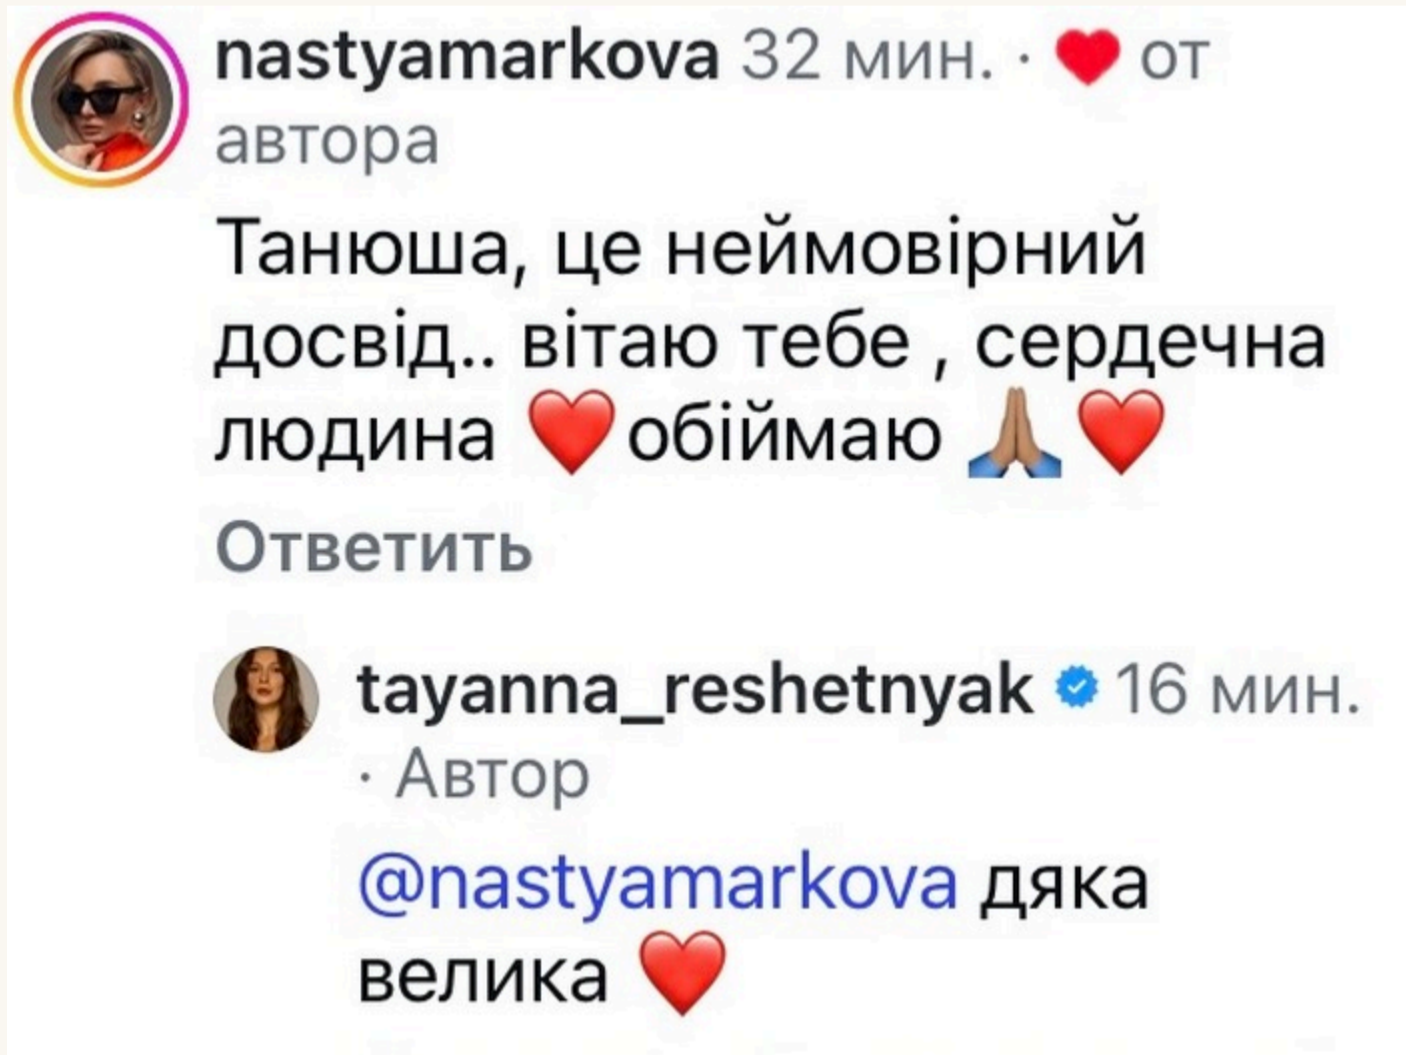 nastyamarkova 32 мин. · ❤️ от
автора
Танюша, це неймовірний
досвід.. вітаю тебе , сердечна
людина ❤️ обіймаю 🙏🏽❤️
Ответить
tayanna_reshetnyak 16 мин.
· Автор
@nastyamarkova дяка
велика ❤️